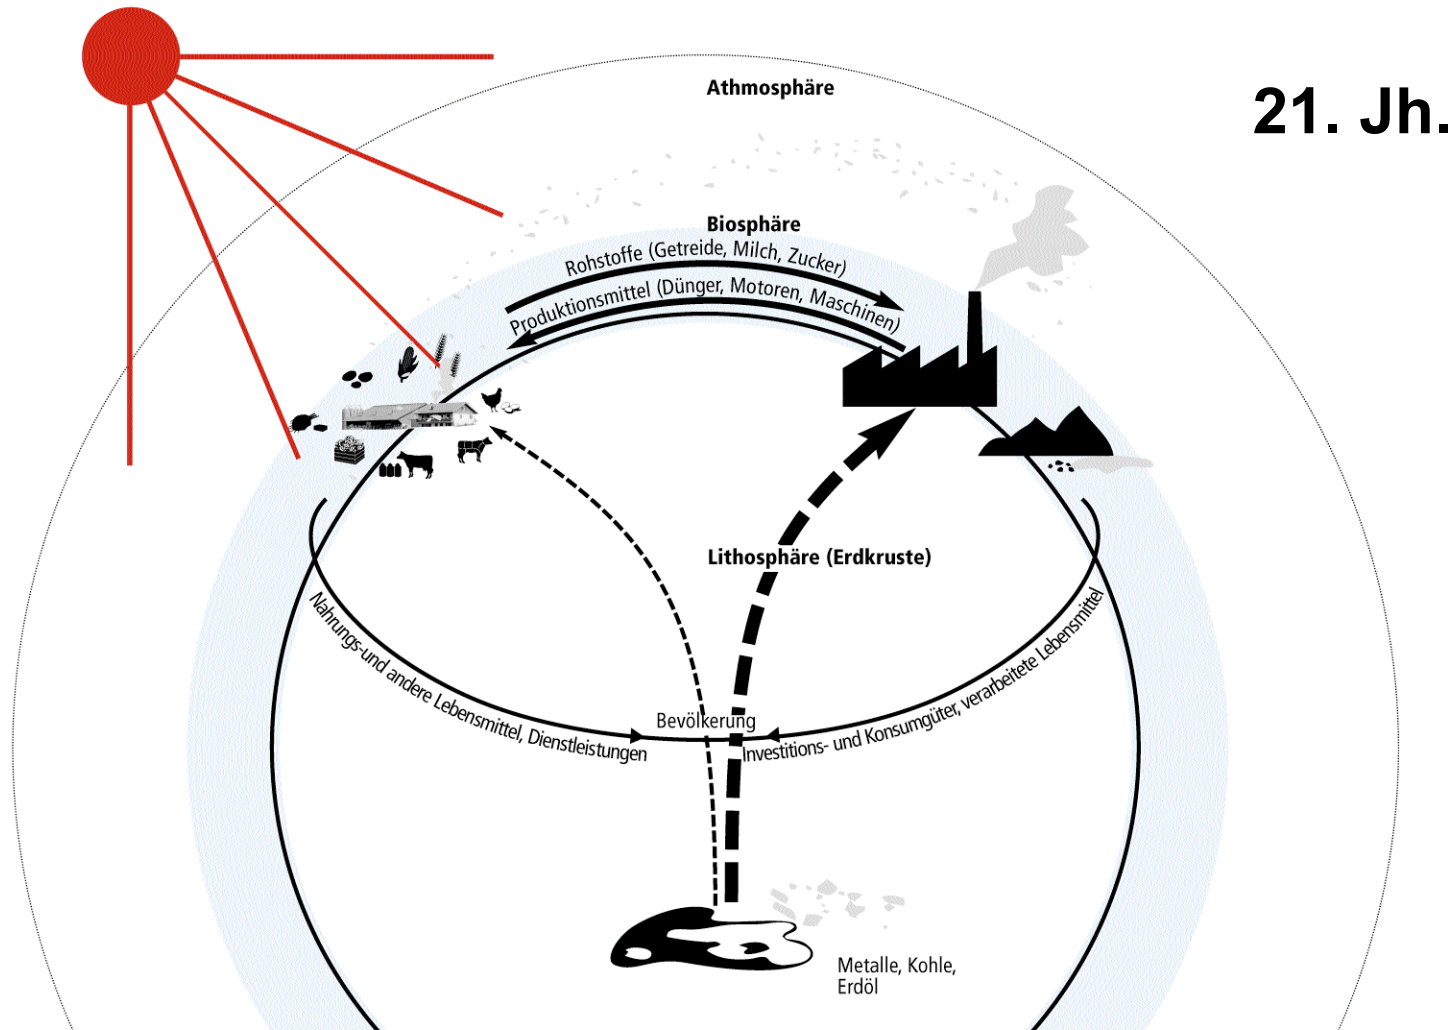 Athmosphäre
21. Jh.
Biosphäre
Rohstoffe (Getreide, Milch, Zucker)
Produktionsmittel (Dünger, Motoren, Maschinen)
Lithosphäre (Erdkruste)
Nahrungs-und andere Lebensmittel, Dienstleistungen
Bevölkerung
Investitions- und Konsumgüter, verarbeitete Lebensmittel
Metalle, Kohle,
Erdöl